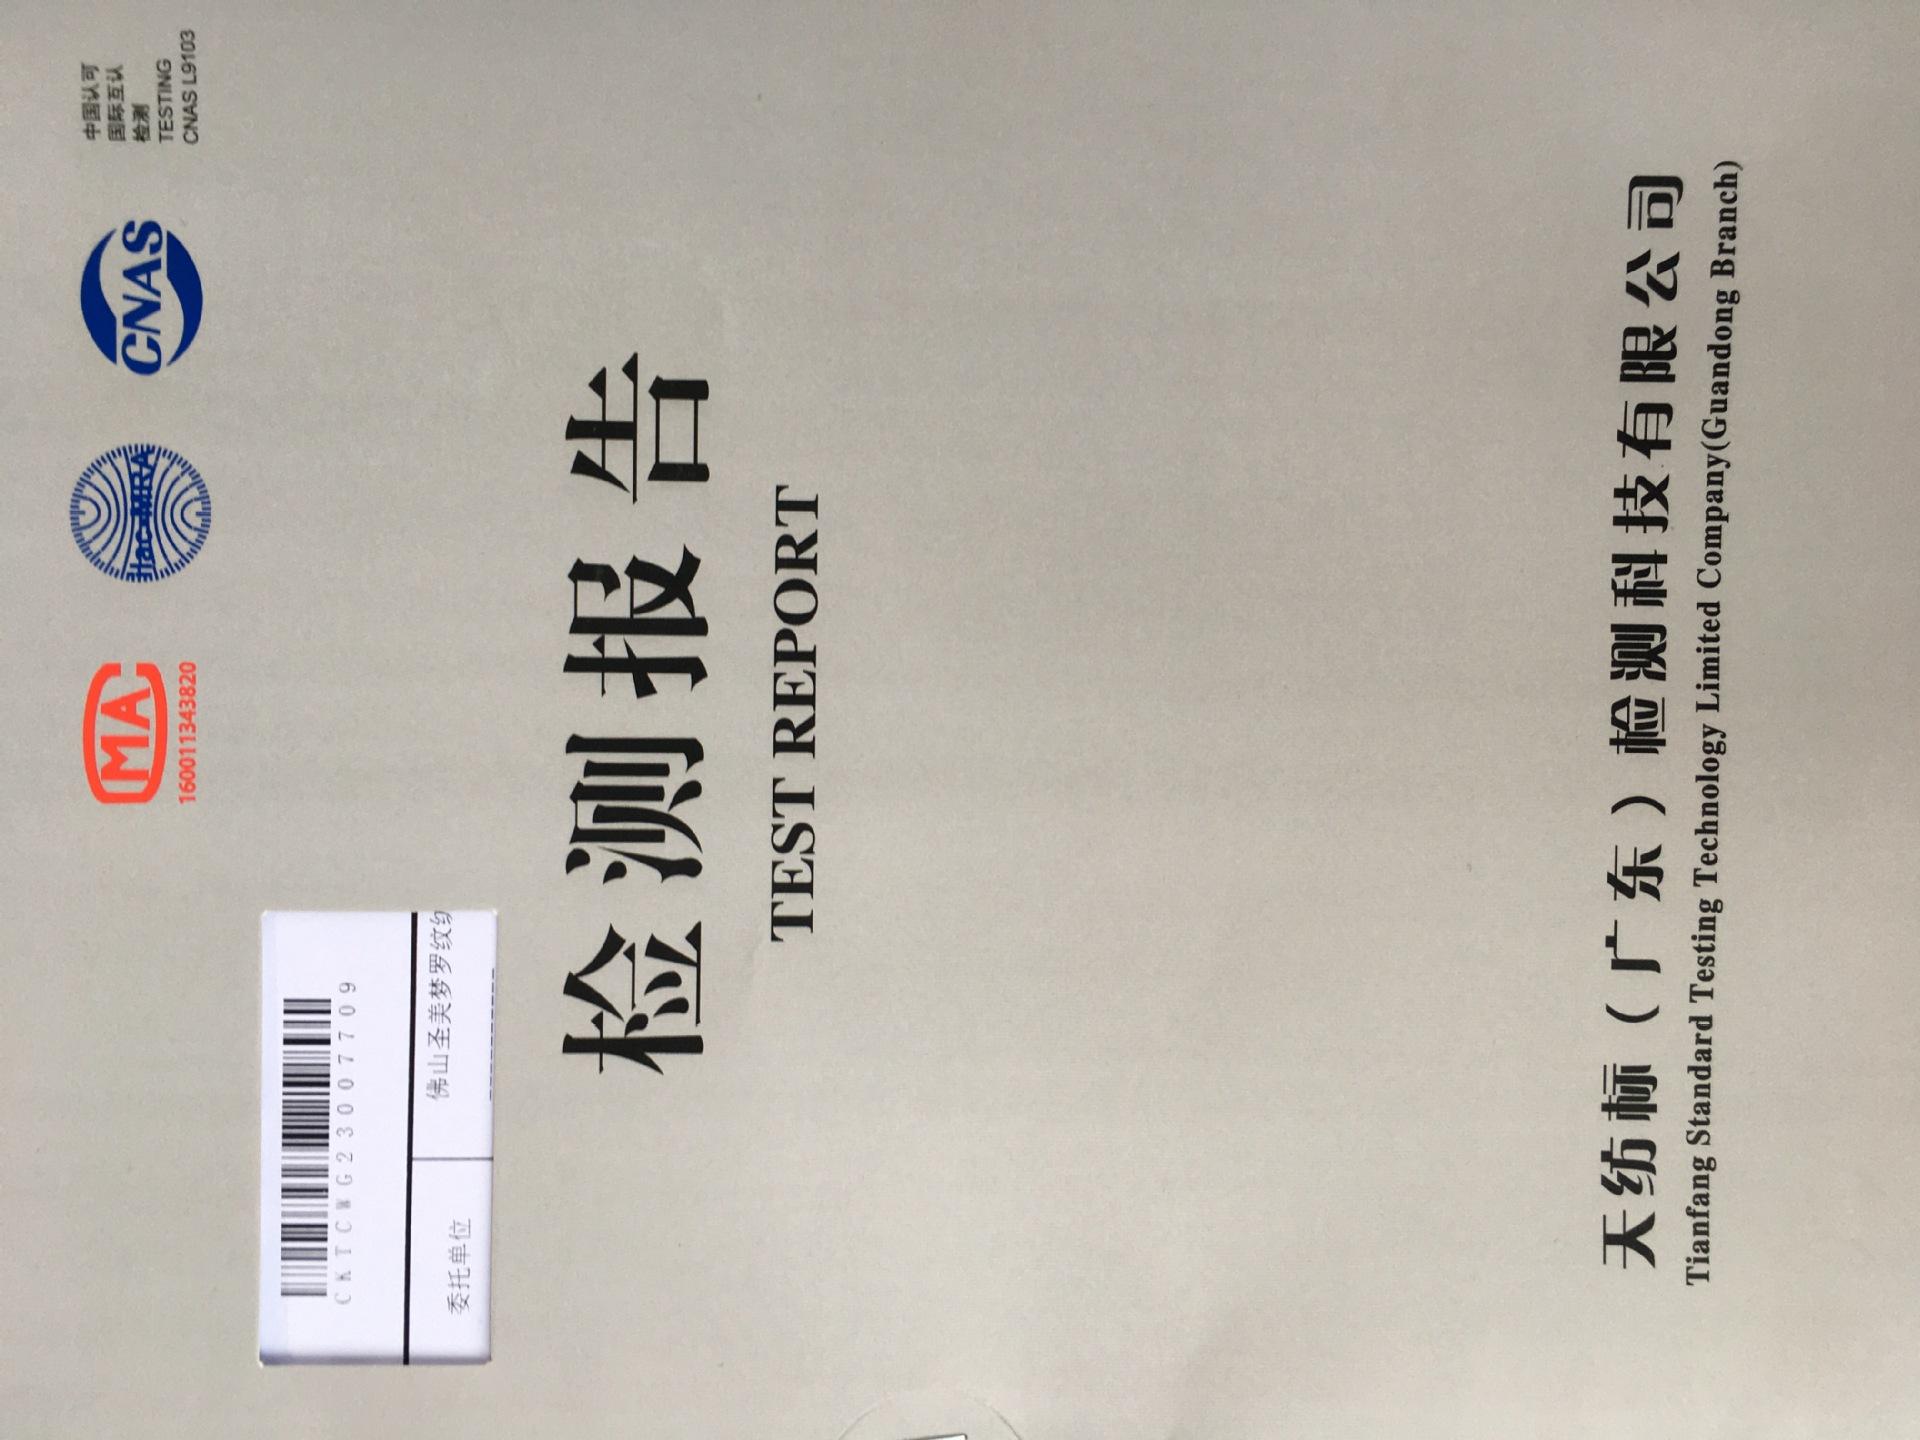 MA
160011343820
ilac-MRA
CNAS
中国认可
国际互认
检测
TESTING
CNAS L9103
CKTCWG23007709
委托单位 佛山圣美梦罗纹纺
检测报告
TEST REPORT
天纺标（广东）检测科技有限公司
Tianfang Standard Testing Technology Limited Company(Guandong Branch)